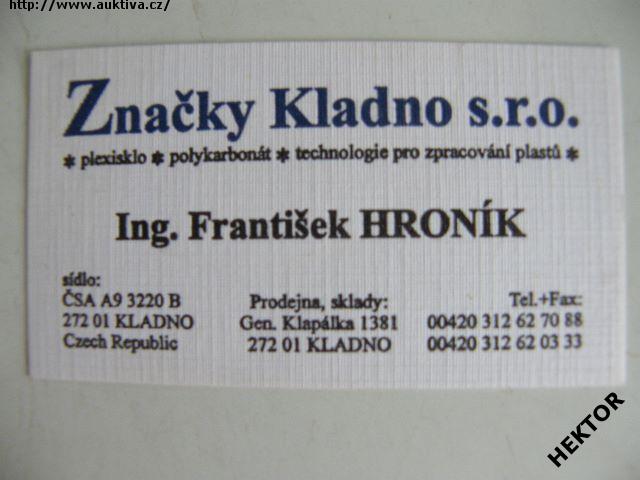 http://www.auktiva.cz/
Značky Kladno s.r.o.
* plexisklo * polykarbonát * technologie pro zpracování plastů *
Ing. František HRONÍK
sídlo:
ČSA A9 3220 B
272 01 KLADNO
Czech Republic
Prodejna, sklady:
Gen. Klapálka 1381
272 01 KLADNO
Tel.+Fax:
00420 312 62 70 88
00420 312 62 03 33
HEKTOR